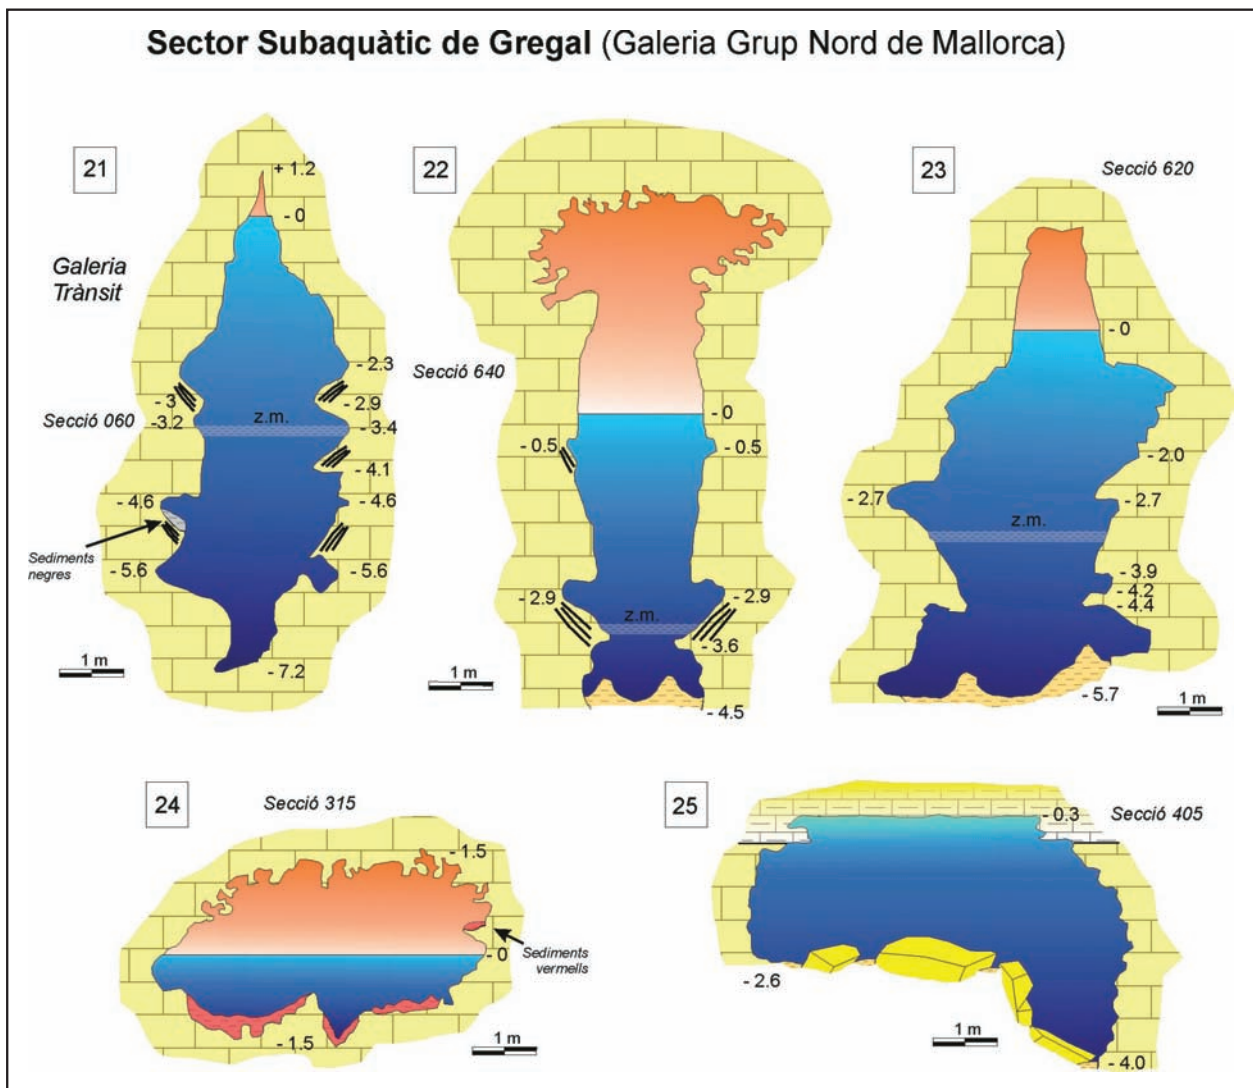 Sector Subaquàtic de Gregal (Galeria Grup Nord de Mallorca)
21
+ 1.2
- 0
Galeria
Trànsit
- 2.3
- 3
- 2.9
Secció 060
-3.2
z.m.
- 3.4
- 4.1
- 4.6
- 4.6
Sediments
negres
- 5.6
- 5.6
- 7.2
1 m
22
Secció 640
- 0
- 0.5
- 0.5
- 2.9
- 2.9
z.m.
- 3.6
- 4.5
1 m
23
Secció 620
- 0
- 2.0
- 2.7
- 2.7
z.m.
- 3.9
- 4.2
- 4.4
- 5.7
1 m
24
Secció 315
- 1.5
- 0
Sediments
vermells
- 1.5
1 m
25
- 0.3
Secció 405
- 2.6
1 m
- 4.0